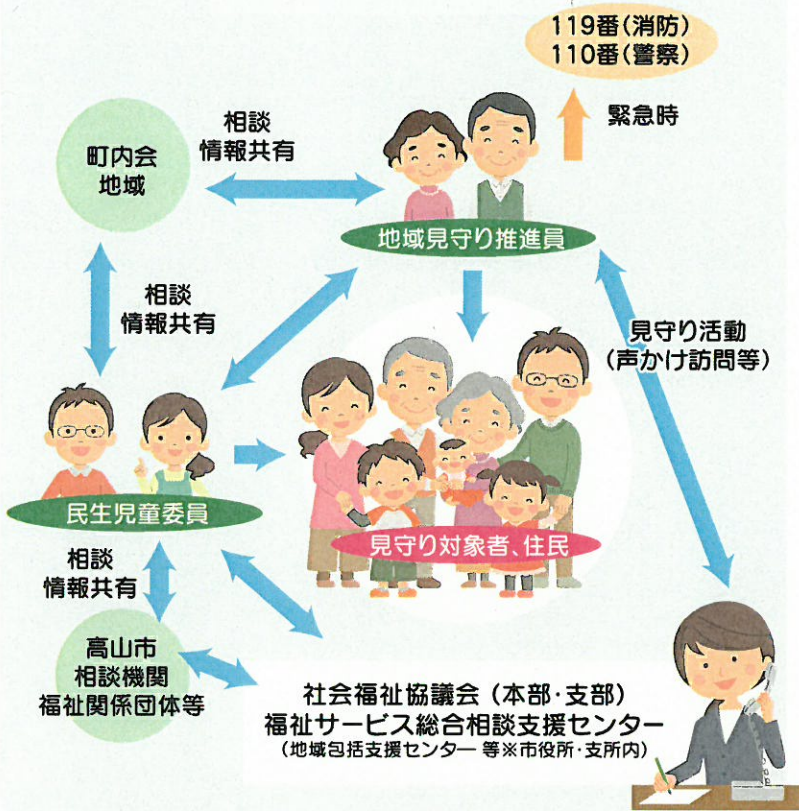 119番(消防)
110番(警察)
緊急時
相談
情報共有
町内会
地域
地域見守り推進員
相談
情報共有
見守り活動
(声かけ訪問等)
民生児童委員
見守り対象者、住民
相談
情報共有
高山市
相談機関
福祉関係団体等
社会福祉協議会(本部・支部)
福祉サービス総合相談支援センター
(地域包括支援センター 等※市役所・支所内)